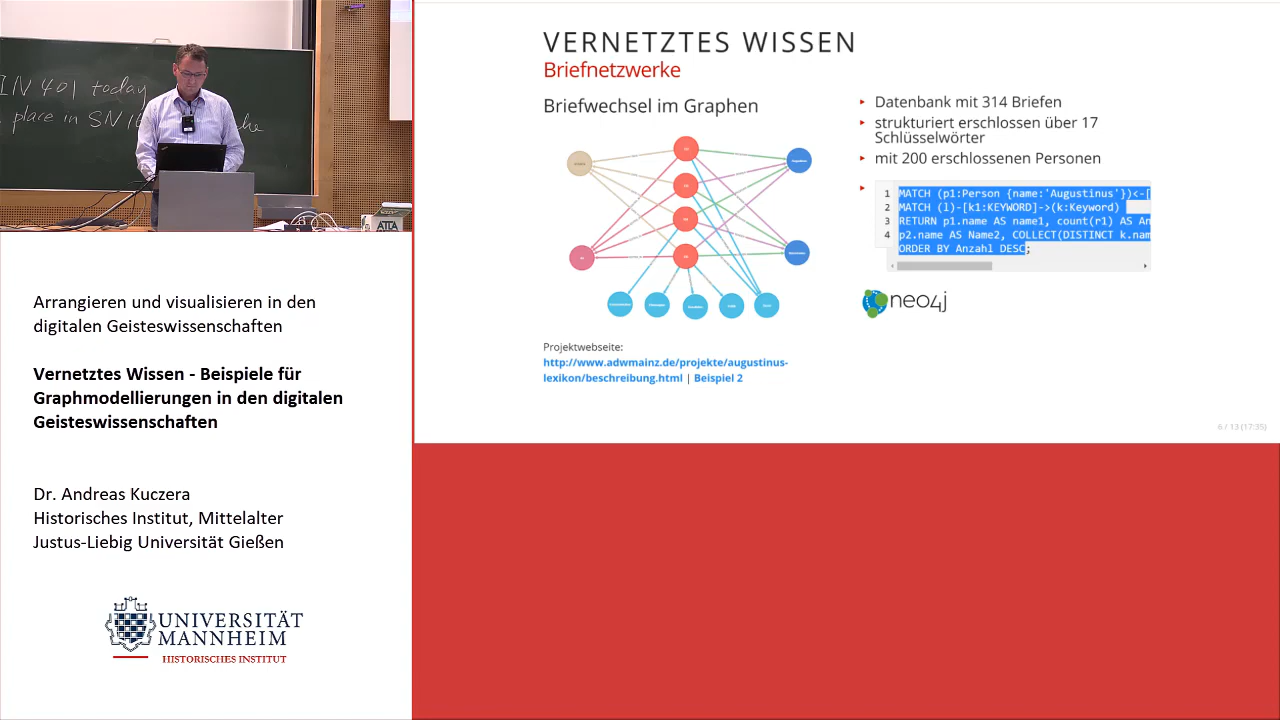 IN 401 today
place in SN
ATLA
Arrangieren und visualisieren in den
digitalen Geisteswissenschaften
Vernetztes Wissen - Beispiele für
Graphmodellierungen in den digitalen
Geisteswissenschaften
Dr. Andreas Kuczera
Historisches Institut, Mittelalter
Justus-Liebig Universität Gießen
UNIVERSITÄT
MANNHEIM
HISTORISCHES INSTITUT
VERNETZTES WISSEN
Briefnetzwerke
Briefwechsel im Graphen
Projektwebseite:
http://www.adwmainz.de/projekte/augustinus-
lexikon/beschreibung.html | Beispiel 2
Datenbank mit 314 Briefen
strukturiert erschlossen über 17
Schlüsselwörter
mit 200 erschlossenen Personen
1 MATCH (p1:Person {name:'Augustinus'})<-[
2 MATCH (l)-[k1:KEYWORD]->(k:Keyword)
3 RETURN p1.name AS name1, count(r1) AS An
4 p2.name AS Name2, COLLECT(DISTINCT k.nam
ORDER BY Anzahl DESC;
neo4j
6 / 13 (17:35)